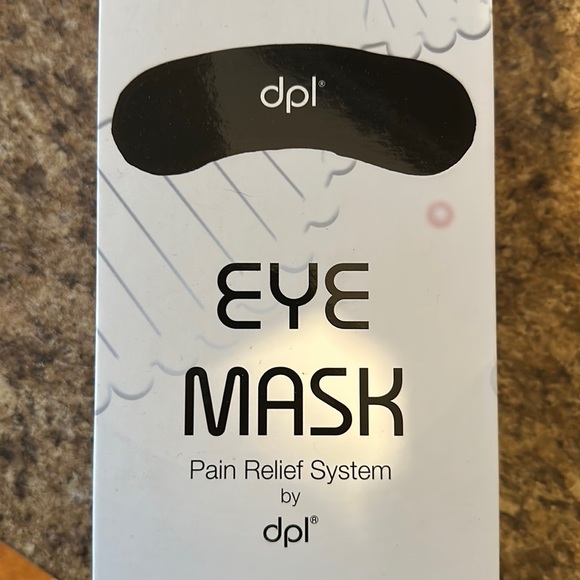 dpl®
EYE
MASK
Pain Relief System
by
dpl®